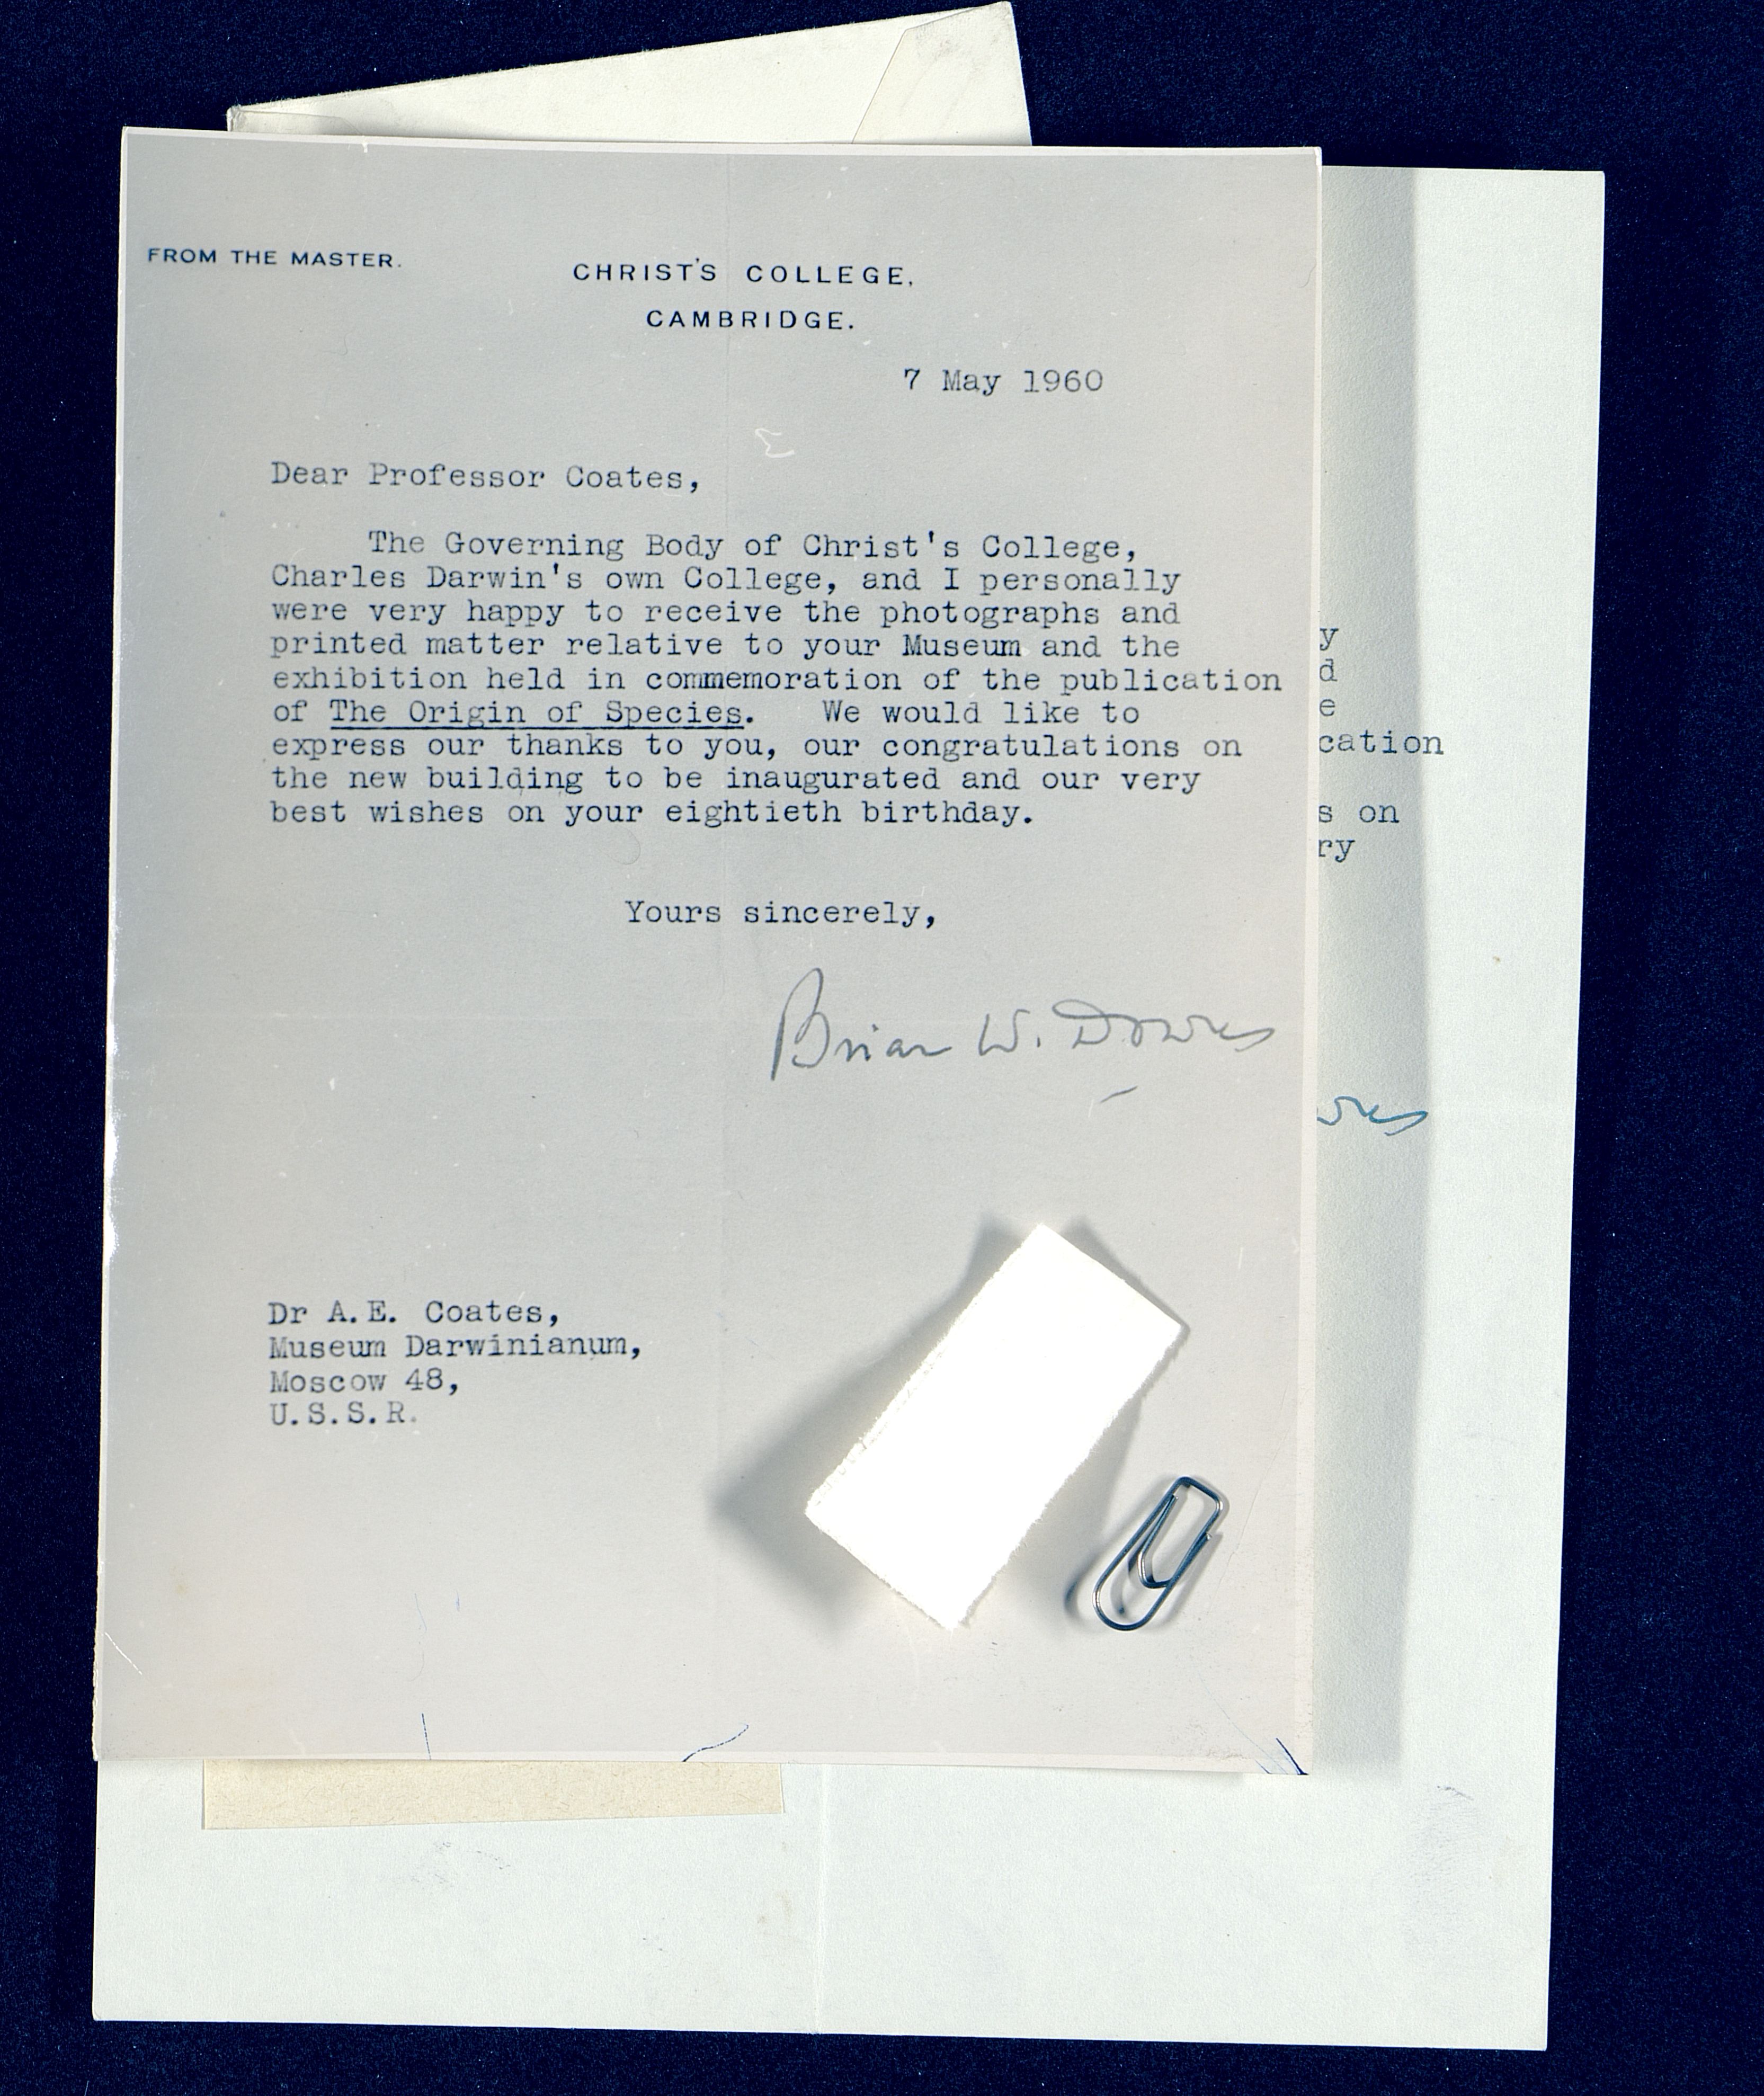 FROM THE MASTER.
CHRIST'S COLLEGE,
CAMBRIDGE.
7 May 1960
Dear Professor Coates,
The Governing Body of Christ's College,
Charles Darwin's own College, and I personally
were very happy to receive the photographs and
printed matter relative to your Museum and the
exhibition held in commemoration of the publication
of The Origin of Species. We would like to
express our thanks to you, our congratulations on
the new building to be inaugurated and our very
best wishes on your eightieth birthday.
Yours sincerely,
Brian W. Downs
Dr A.E. Coates,
Museum Darwinianum,
Moscow 48,
U.S.S.R.
y
d
e
cation
s on
ry